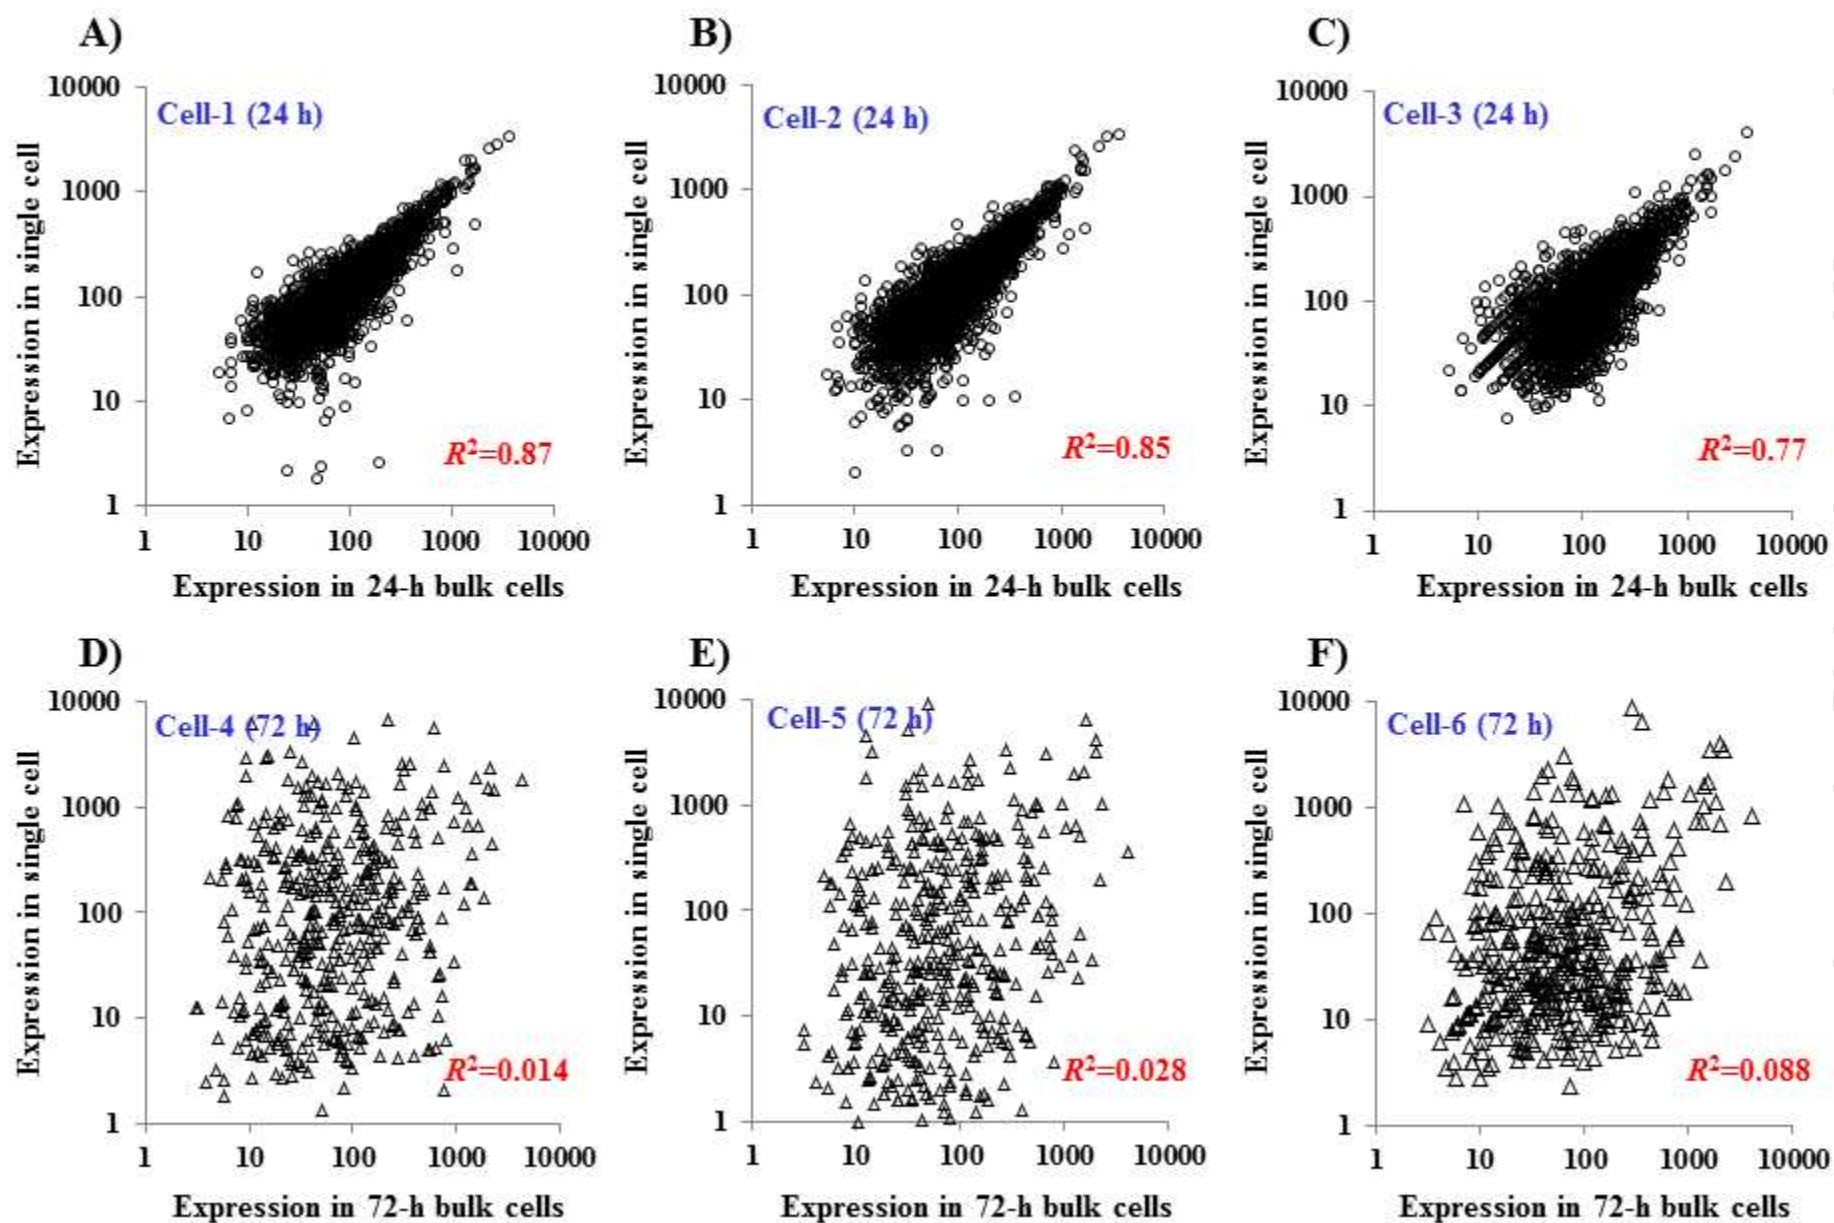 A)
Expression in single cell
10000
1000
100
10
1
Cell-1 (24 h)
R²=0.87
1 10 100 1000 10000
Expression in 24-h bulk cells
B)
Expression in single cell
10000
1000
100
10
1
Cell-2 (24 h)
R²=0.85
1 10 100 1000 10000
Expression in 24-h bulk cells
C)
Expression in single cell
10000
1000
100
10
1
Cell-3 (24 h)
R²=0.77
1 10 100 1000 10000
Expression in 24-h bulk cells
D)
Expression in single cell
10000
1000
100
10
1
Cell-4 (72 h)
R²=0.014
1 10 100 1000 10000
Expression in 72-h bulk cells
E)
Expression in single cell
10000
1000
100
10
1
Cell-5 (72 h)
R²=0.028
1 10 100 1000 10000
Expression in 72-h bulk cells
F)
Expression in single cell
10000
1000
100
10
1
Cell-6 (72 h)
R²=0.088
1 10 100 1000 10000
Expression in 72-h bulk cells